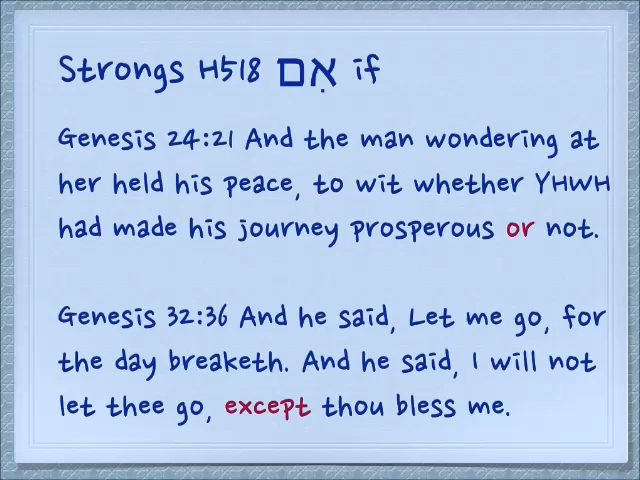 Strongs H518 אִם if
Genesis 24:21 And the man wondering at
her held his peace, to wit whether YHWH
had made his journey prosperous or not.
Genesis 32:36 And he said, Let me go, for
the day breaketh. And he said, I will not
let thee go, except thou bless me.